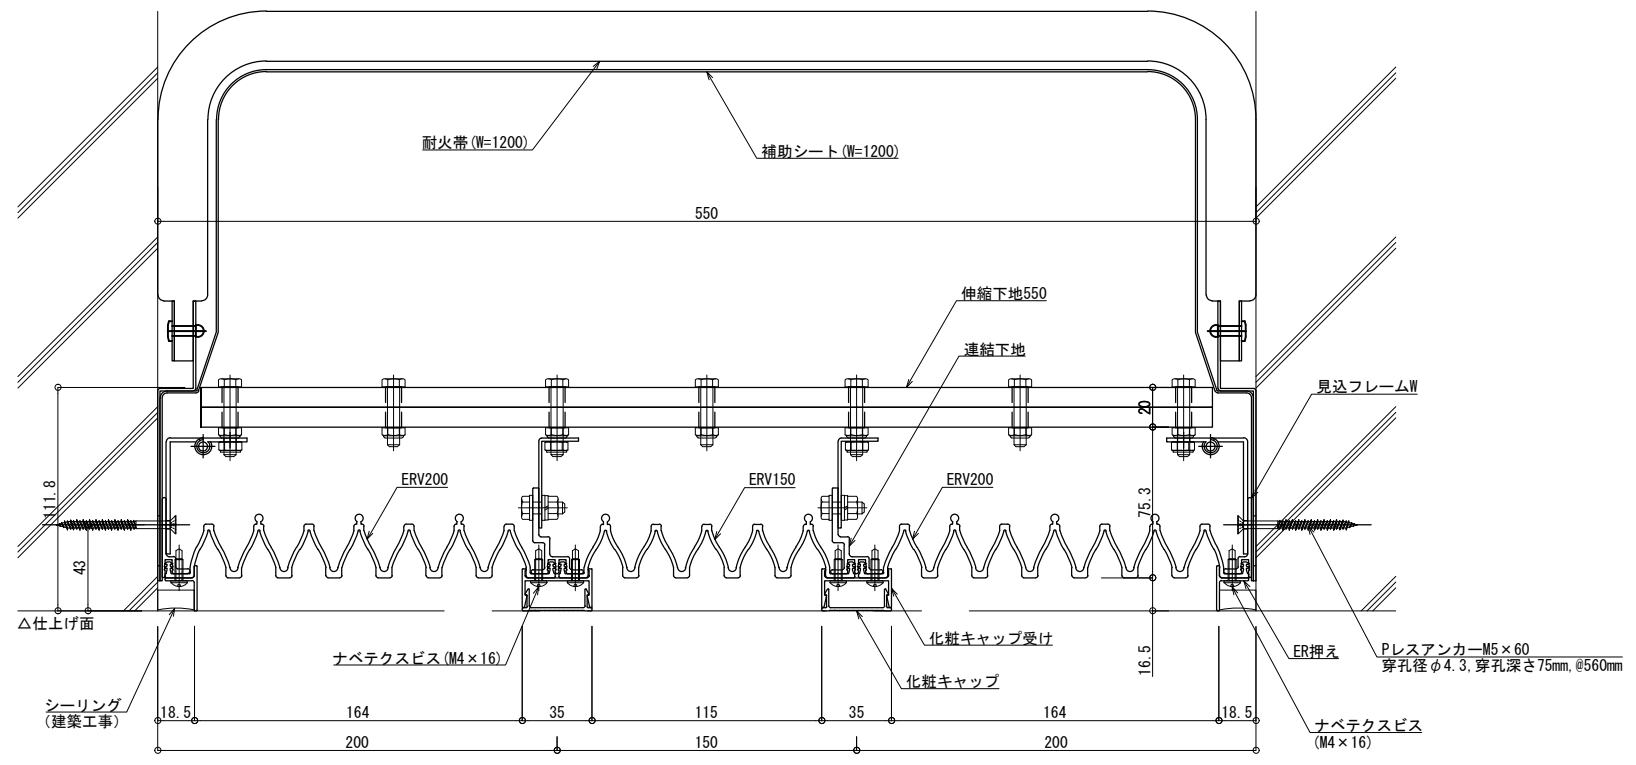 耐火帯(W=1200)
補助シート(W=1200)
550
伸縮下地550
連結下地
見込フレームW
20
111.8
ERV200
ERV150
ERV200
75.3
43
△仕上げ面
16.5
化粧キャップ受け
ナベテクスビス(M4×16)
ER押え
PレスアンカーM5×60
穿孔径φ4.3,穿孔深さ75mm,@560mm
化粧キャップ
シーリング
(建築工事)
18.5
164
35
115
35
164
18.5
ナベテクスビス
(M4×16)
200
150
200